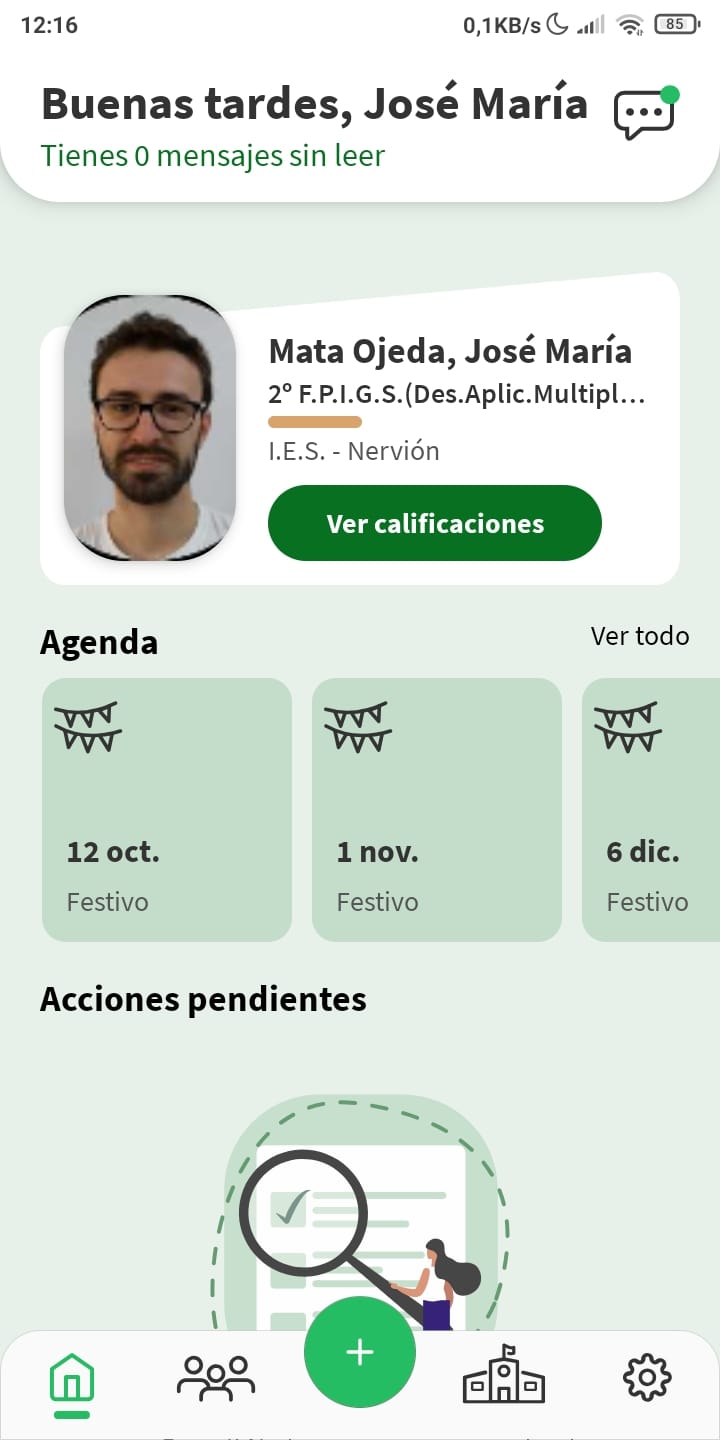 12:16
0,1KB/s
85
Buenas tardes, José María
Tienes 0 mensajes sin leer
Mata Ojeda, José María
2º F.P.I.G.S.(Des.Aplic.Multipl...
I.E.S. - Nervión
Ver calificaciones
Agenda
Ver todo
12 oct.
Festivo
1 nov.
Festivo
6 dic.
Festivo
Acciones pendientes